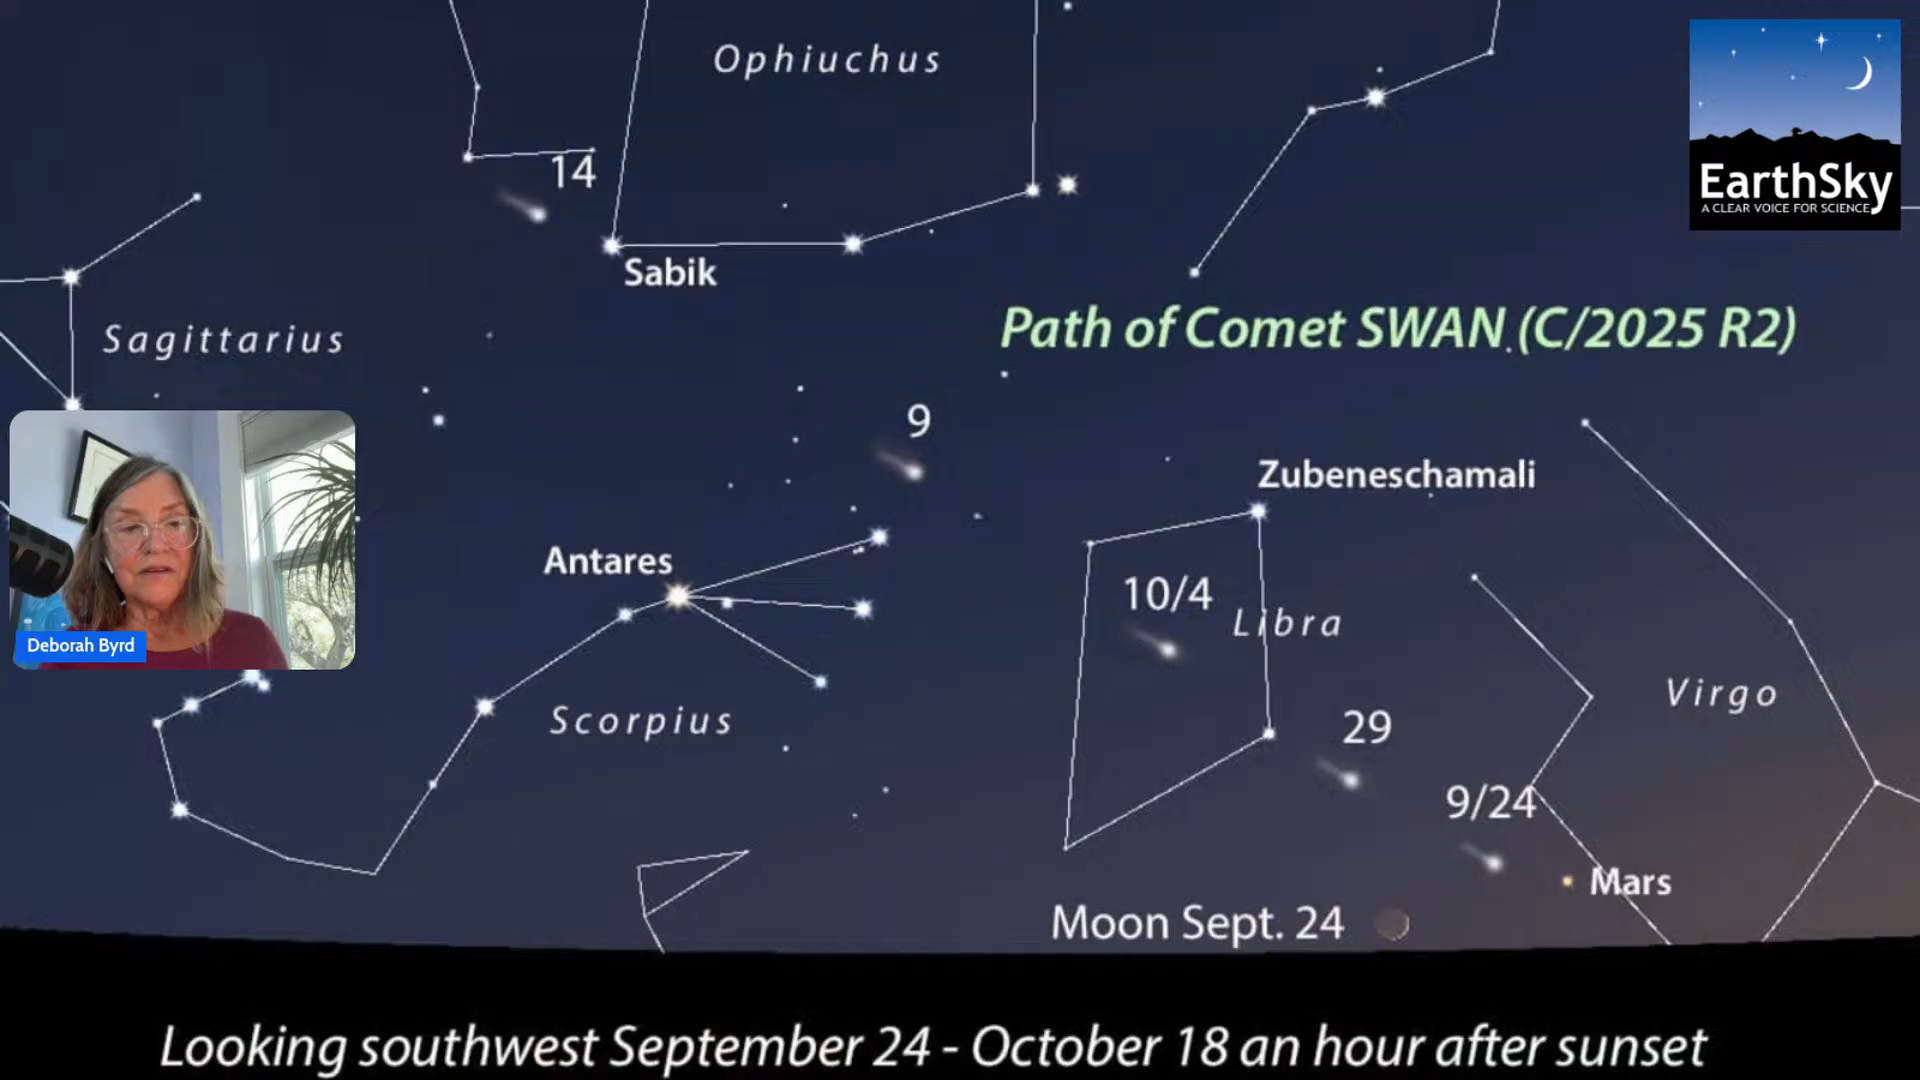 Ophiuchus
EarthSky
A CLEAR VOICE FOR SCIENCE
14
Sabik
Sagittarius
Path of Comet SWAN (C/2025 R2)
9
Zubeneschamali
Antares
10/4
Libra
Deborah Byrd
Scorpius
Virgo
29
9/24
Mars
Moon Sept. 24
Looking southwest September 24 - October 18 an hour after sunset